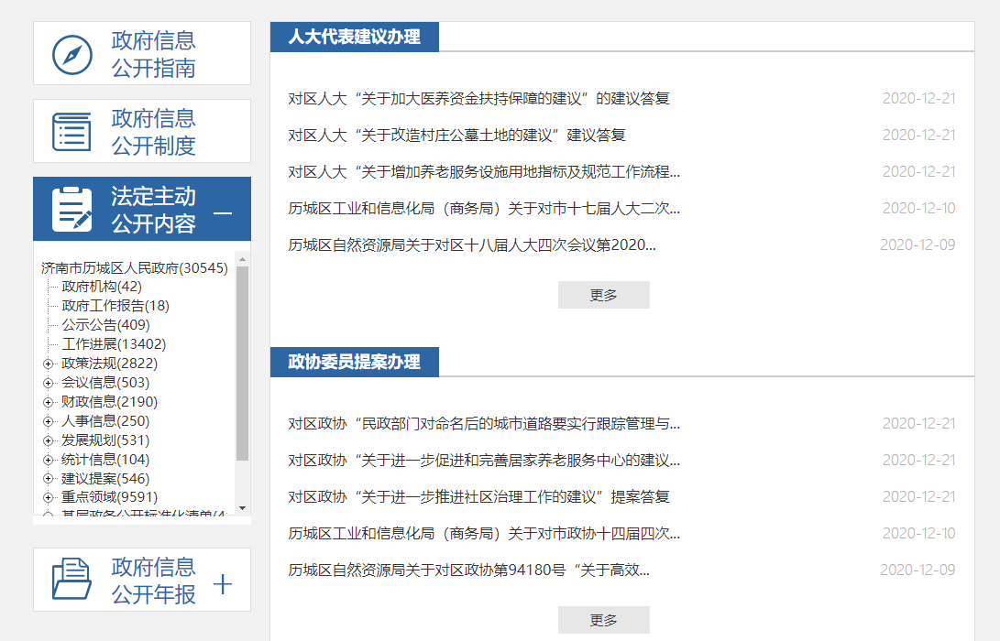 政府信息
公开指南
政府信息
公开制度
法定主动
公开内容
济南市历城区人民政府(30545)
政府机构(42)
政府工作报告(18)
公示公告(409)
工作进展(13402)
政策法规(2822)
会议信息(503)
财政信息(2190)
人事信息(250)
发展规划(531)
统计信息(104)
建议提案(546)
重点领域(9591)
基层政务公开标准化清单(4
政府信息
公开年报
人大代表建议办理
对区人大“关于加大医养资金扶持保障的建议”的建议答复 2020-12-21
对区人大“关于改造村庄公墓土地的建议”建议答复 2020-12-21
对区人大“关于增加养老服务设施用地指标及规范工作流程... 2020-12-21
历城区工业和信息化局（商务局）关于对市十七届人大二次... 2020-12-10
历城区自然资源局关于对区十八届人大四次会议第2020... 2020-12-09
更多
政协委员提案办理
对区政协“民政部门对命名后的城市道路要实行跟踪管理与... 2020-12-21
对区政协“关于进一步促进和完善居家养老服务中心的建议... 2020-12-21
对区政协“关于进一步推进社区治理工作的建议”提案答复 2020-12-21
历城区工业和信息化局（商务局）关于对市政协十四届四次... 2020-12-10
历城区自然资源局关于对区政协第94180号“关于高效... 2020-12-09
更多